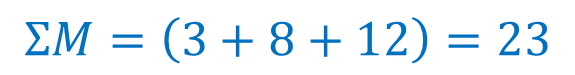 ΣM = (3 + 8 + 12) = 23